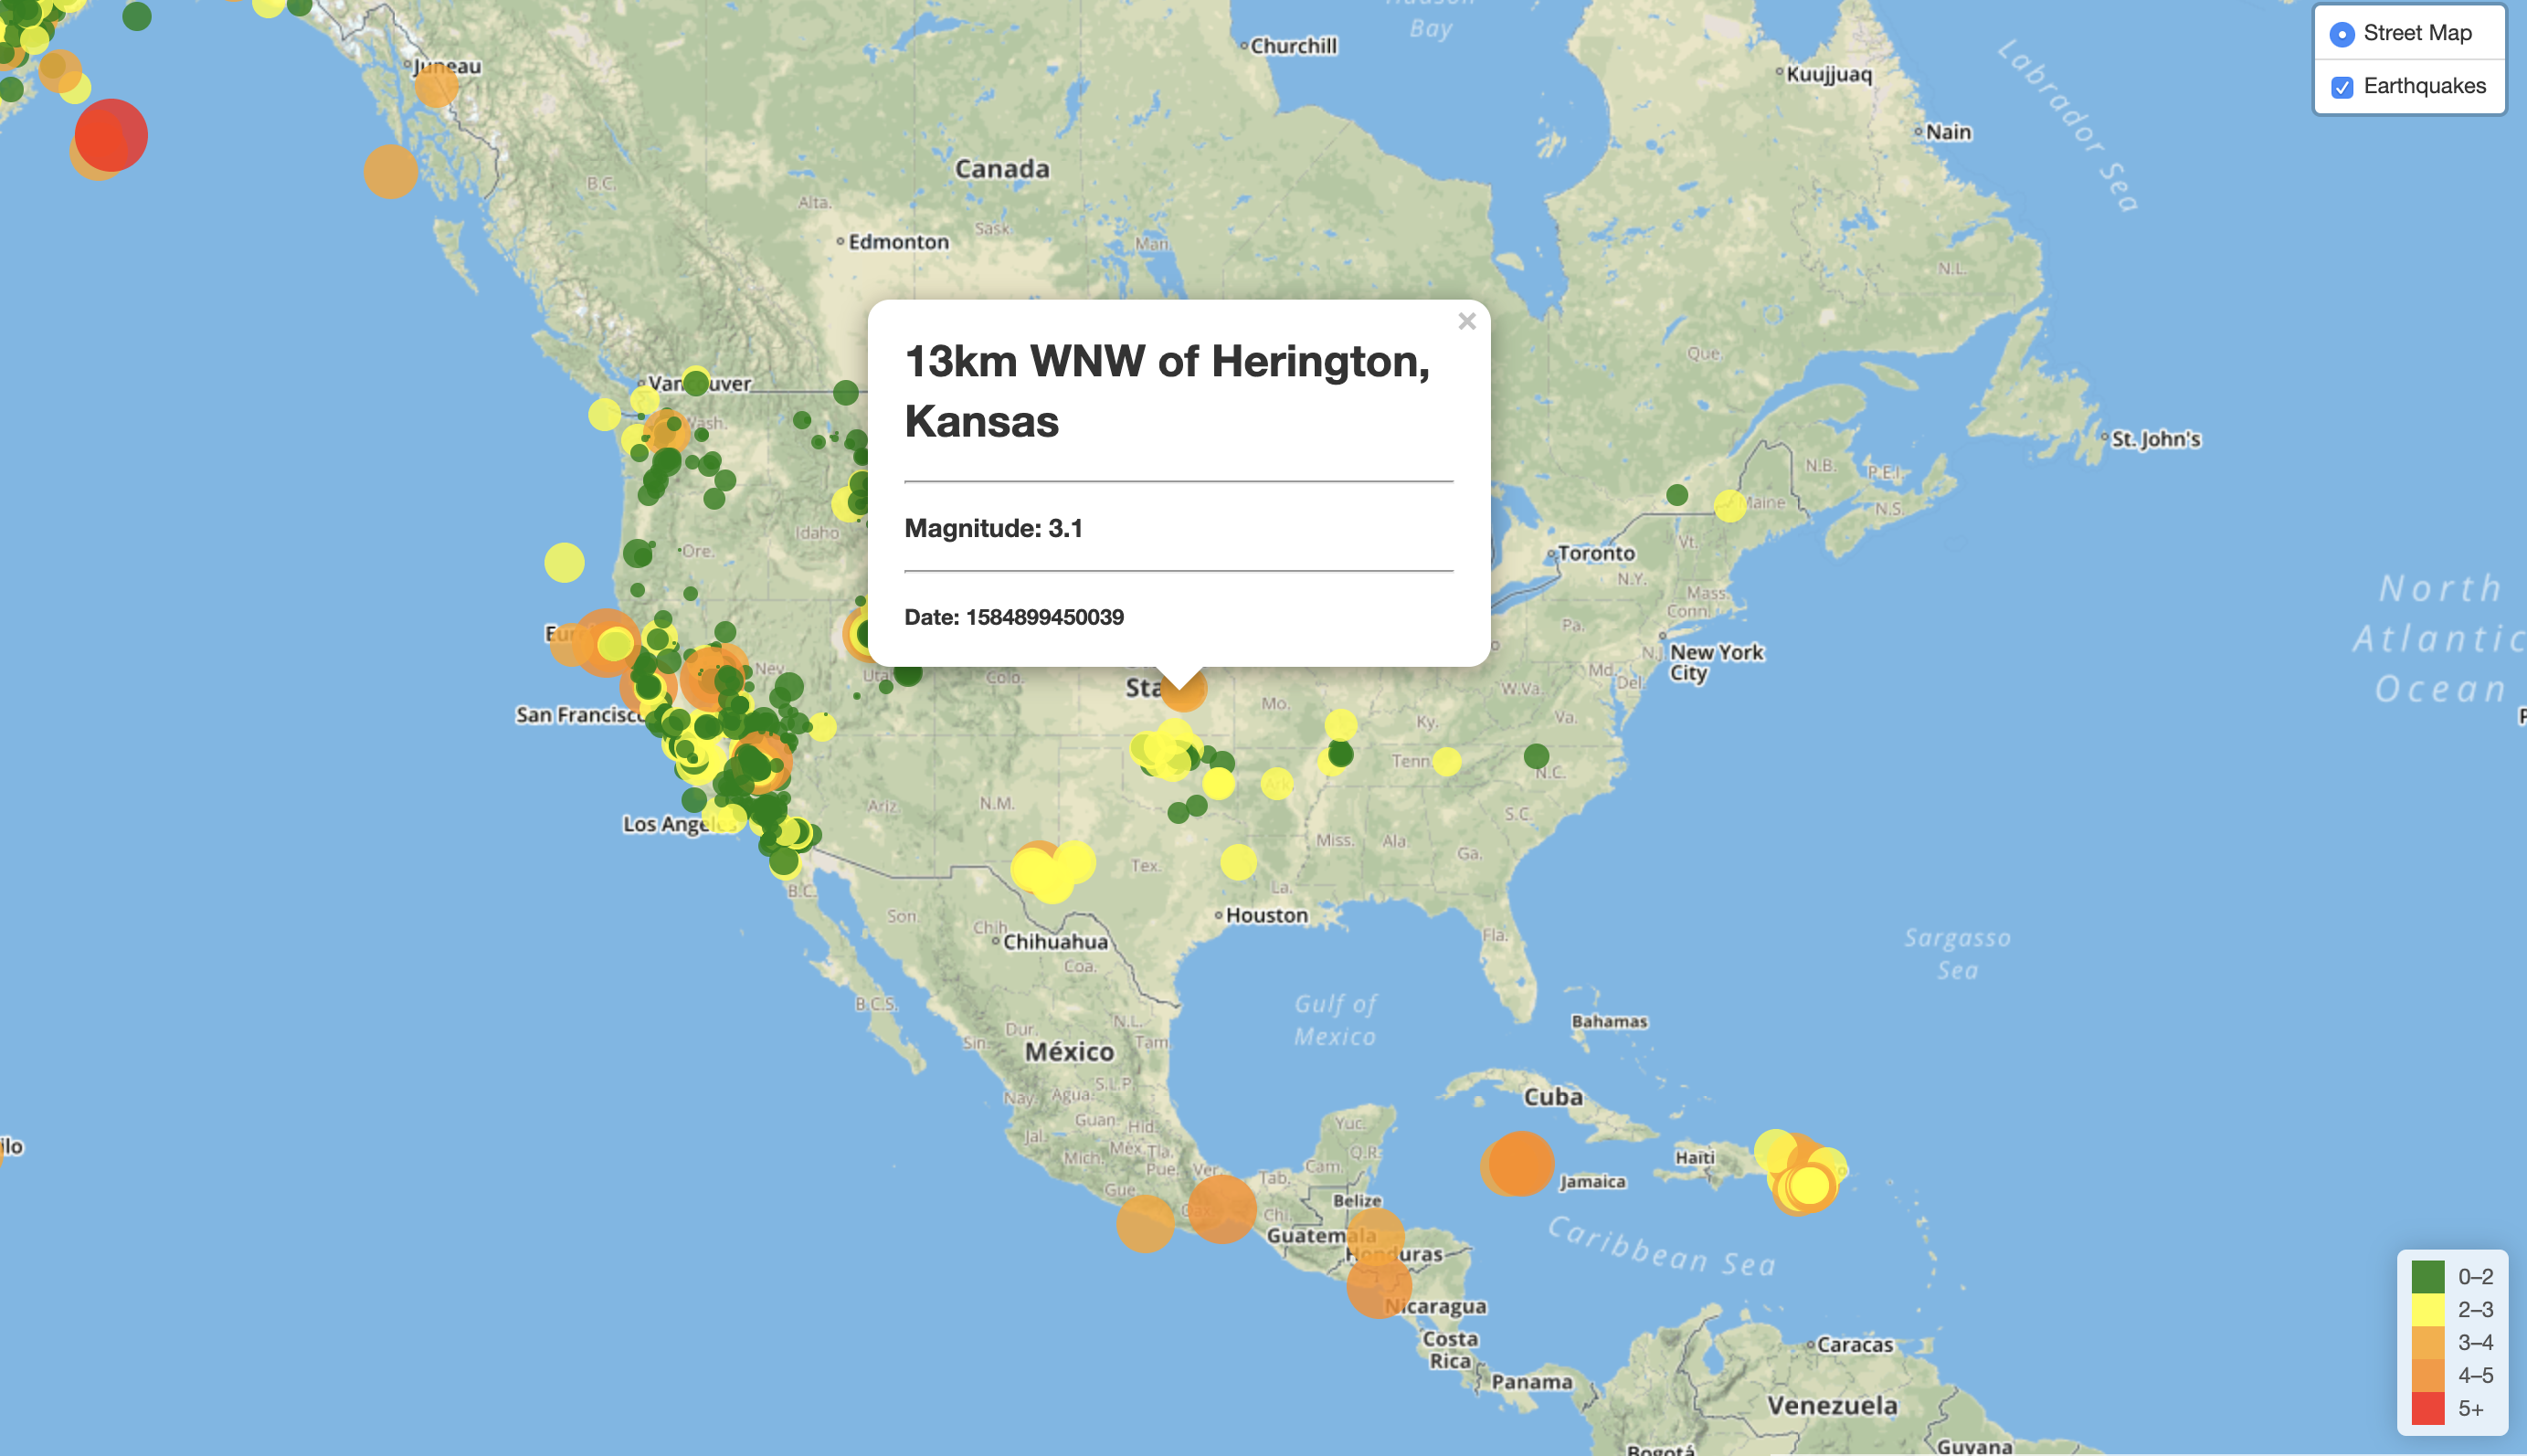 Hudson
Bay
Churchill
Street Map
Earthquakes
Juneau
Kuujjuaq
Labrador Sea
Nain
Canada
B.C.
Alta.
Sask.
Man.
Edmonton
N.L.
13km WNW of Herington,
Kansas
Magnitude: 3.1
Date: 1584899450039
×
Que.
Vancouver
Wash.
St. John's
N.B.
P.E.I.
Maine
N.S.
Idaho
Ore.
Toronto
Vt.
N.Y.
Mass.
Conn.
North
Atlantic
Ocean
Pa.
N.J.
New York
City
Nev.
Utah
Colo.
Sta
Md.
Del.
W.Va.
Va.
Mo.
Ky.
San Francisco
Tenn.
N.C.
Ark.
Ariz.
N.M.
S.C.
Los Angeles
Miss.
Ala.
Ga.
Tex.
La.
B.C.
Son.
Chih.
Chihuahua
Houston
Fla.
Sargasso
Sea
Coa.
B.C.S.
Gulf of
Mexico
Bahamas
Dur.
N.L.
Sin.
México
Tam.
S.L.P.
Nay.
Agua.
Cuba
Guan.
Hid.
Yuc.
Jal.
Méx.
Tla.
Q.R.
Mich.
Pue.
Ver.
Cam.
Tab.
Haïti
Jamaica
ilo
Gue.
Oax.
Chi.
Belize
Guatemala
Honduras
Caribbean Sea
Nicaragua
Costa
Rica
Panama
Caracas
Venezuela
Bogotá
Guyana
0–2
2–3
3–4
4–5
5+